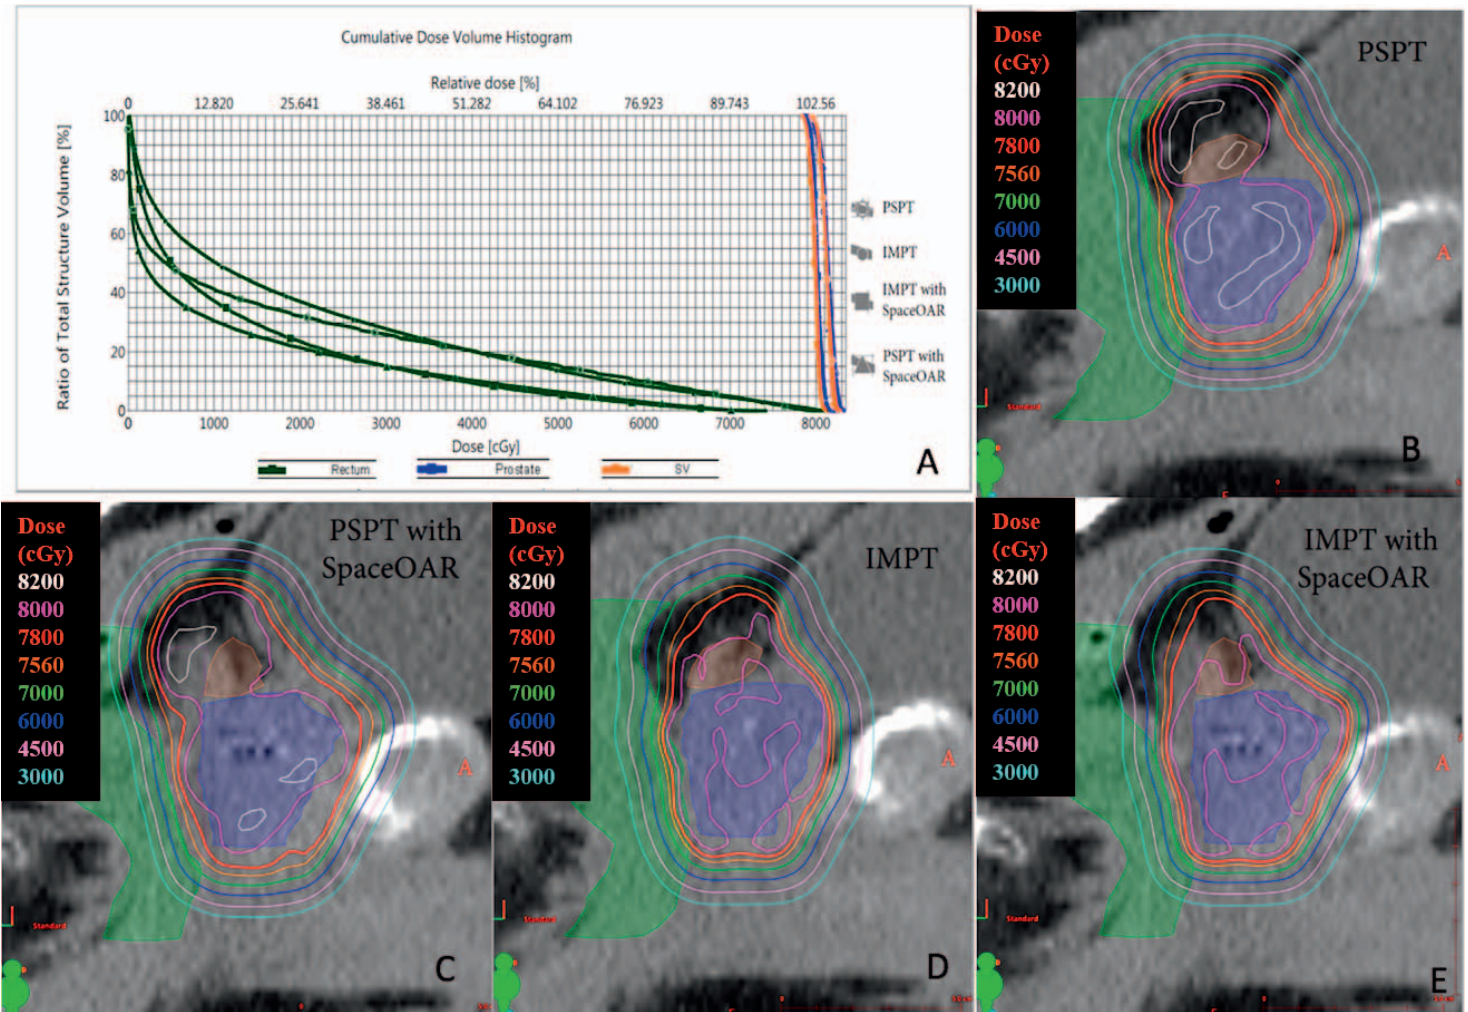 Cumulative Dose Volume Histogram
Relative dose [%]
0 12.820 25.641 38.461 51.282 64.102 76.923 89.743 102.56
Ratio of Total Structure Volume [%]
100
80
60
40
20
0
0 1000 2000 3000 4000 5000 6000 7000 8000
Dose [cGy]
Rectum Prostate SV
PSPT
IMPT
IMPT with
SpaceOAR
PSPT with
SpaceOAR
A
Dose
(cGy)
8200
8000
7800
7560
7000
6000
4500
3000
PSPT
A
Standard
B
Dose
(cGy)
8200
8000
7800
7560
7000
6000
4500
3000
PSPT with
SpaceOAR
A
Standard
C
Dose
(cGy)
8200
8000
7800
7560
7000
6000
4500
3000
IMPT
A
Standard
D
Dose
(cGy)
8200
8000
7800
7560
7000
6000
4500
3000
IMPT with
SpaceOAR
A
Standard
E